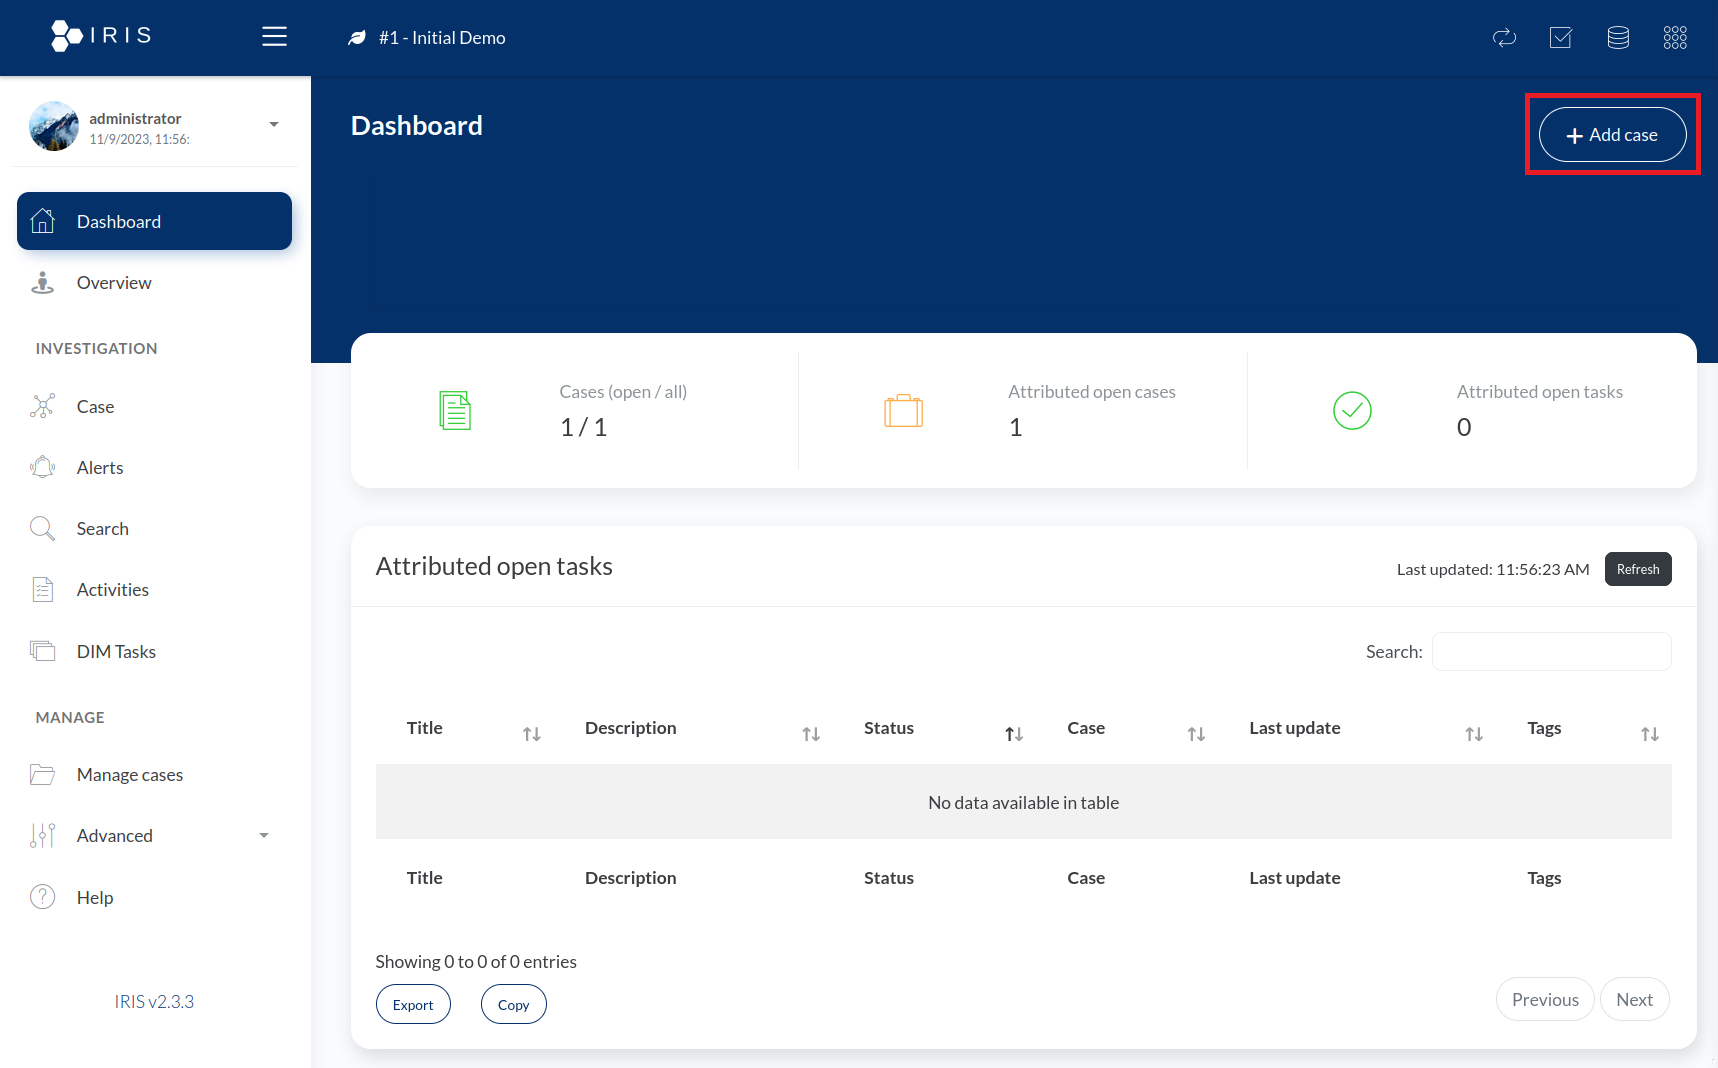 IRIS
#1 - Initial Demo
administrator
11/9/2023, 11:56:
Dashboard
+ Add case
Dashboard
Overview
INVESTIGATION
Case
Alerts
Search
Activities
DIM Tasks
MANAGE
Manage cases
Advanced
Help
IRIS v2.3.3
Cases (open / all)
1 / 1
Attributed open cases
1
Attributed open tasks
0
Attributed open tasks
Last updated: 11:56:23 AM Refresh
Search:
Title Description Status Case Last update Tags
No data available in table
Title Description Status Case Last update Tags
Showing 0 to 0 of 0 entries
Export Copy
Previous Next